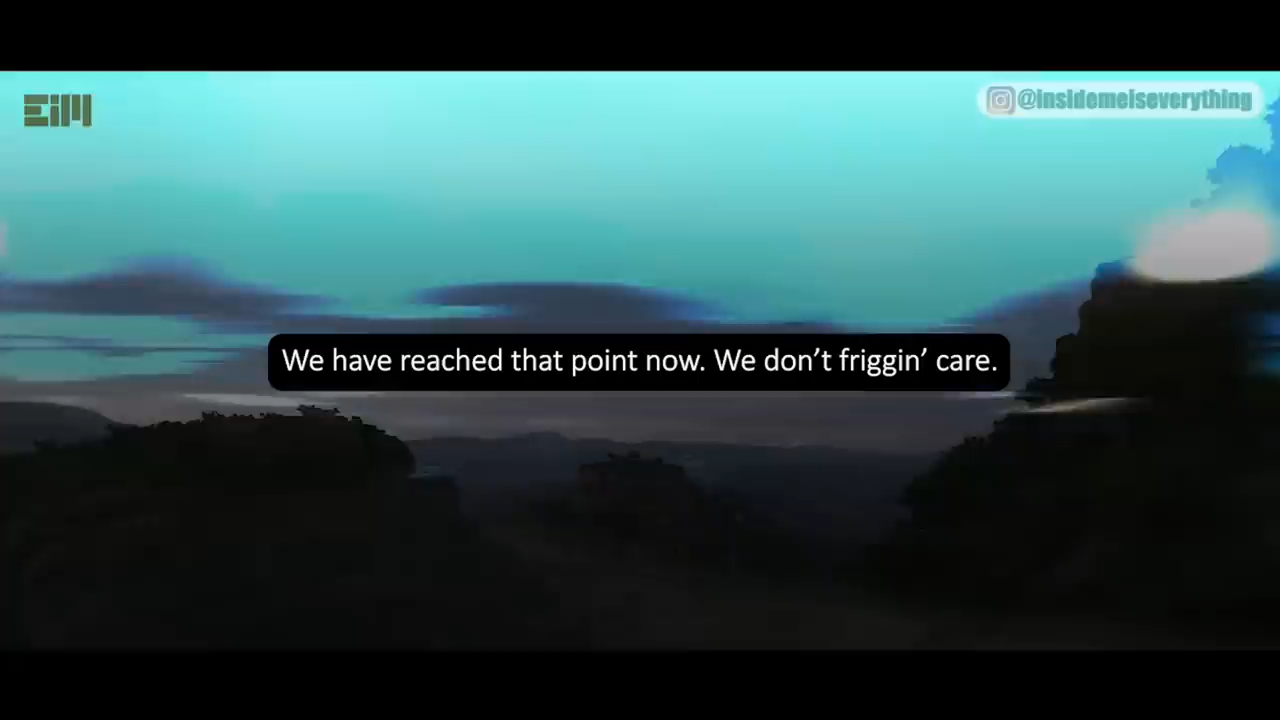 EiM
@insidemeiseverything
We have reached that point now. We don’t friggin’ care.